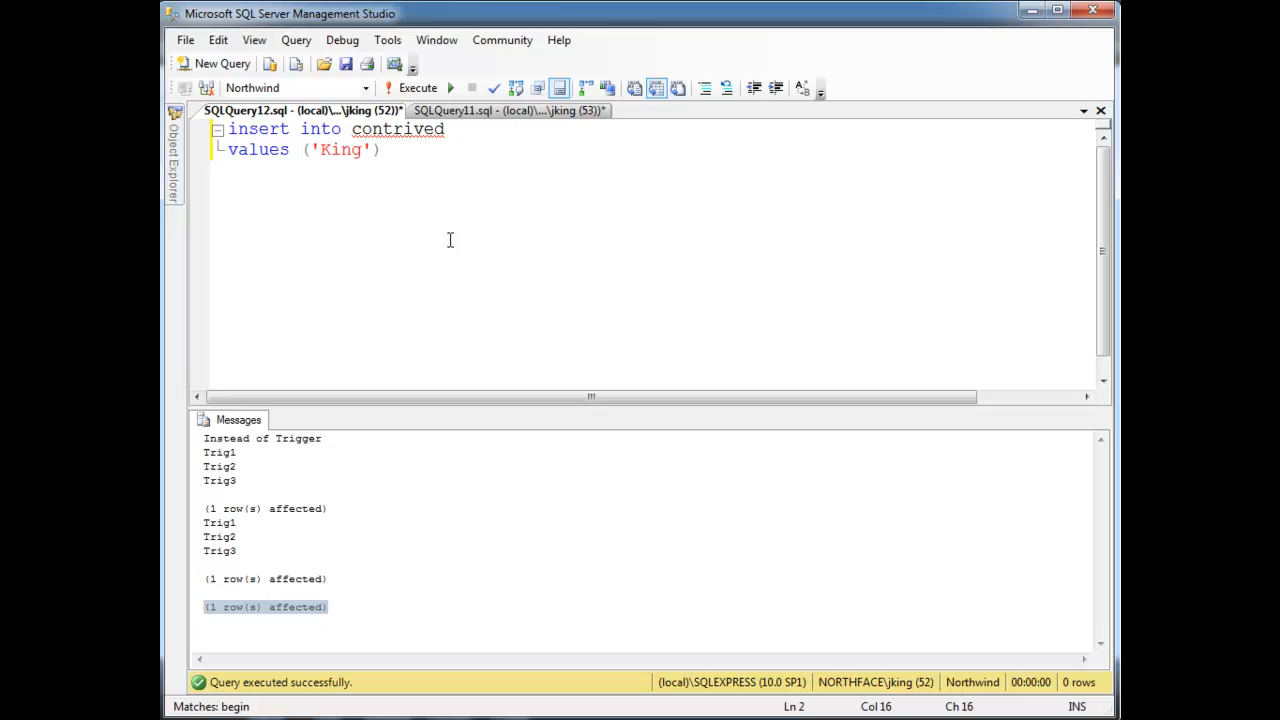 Microsoft SQL Server Management Studio
File Edit View Query Debug Tools Window Community Help
New Query
Northwind Execute
SQLQuery12.sql - (local)\...\jking (52))* SQLQuery11.sql - (local)\...\jking (53))*
Object Explorer
insert into contrived
values ('King')
Messages
Instead of Trigger
Trig1
Trig2
Trig3
(1 row(s) affected)
Trig1
Trig2
Trig3
(1 row(s) affected)
(1 row(s) affected)
Query executed successfully. (local)\SQLEXPRESS (10.0 SP1) NORTHFACE\jking (52) Northwind 00:00:00 0 rows
Matches: begin Ln 2 Col 16 Ch 16 INS